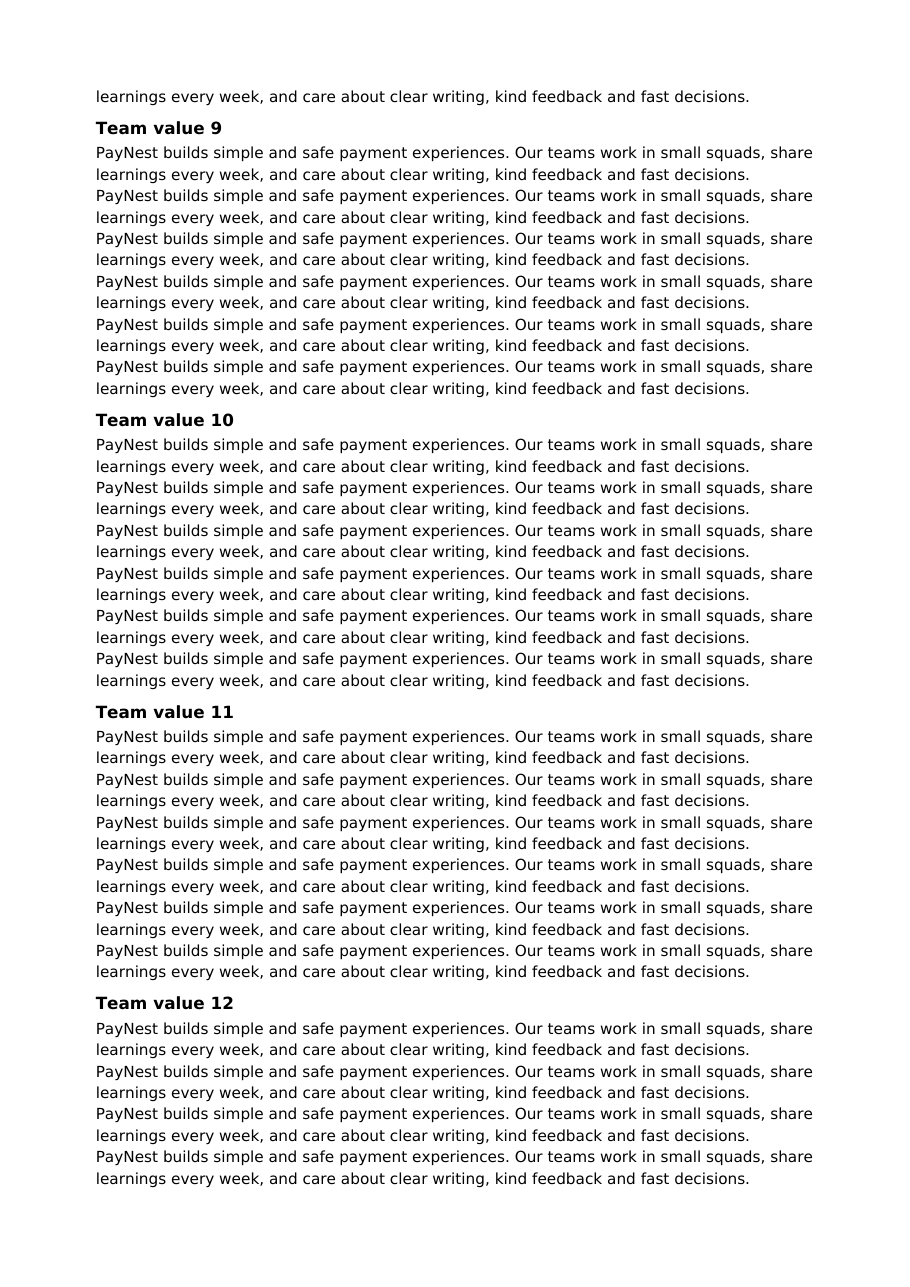 learnings every week, and care about clear writing, kind feedback and fast decisions.
Team value 9
PayNest builds simple and safe payment experiences. Our teams work in small squads, share
learnings every week, and care about clear writing, kind feedback and fast decisions.
PayNest builds simple and safe payment experiences. Our teams work in small squads, share
learnings every week, and care about clear writing, kind feedback and fast decisions.
PayNest builds simple and safe payment experiences. Our teams work in small squads, share
learnings every week, and care about clear writing, kind feedback and fast decisions.
PayNest builds simple and safe payment experiences. Our teams work in small squads, share
learnings every week, and care about clear writing, kind feedback and fast decisions.
PayNest builds simple and safe payment experiences. Our teams work in small squads, share
learnings every week, and care about clear writing, kind feedback and fast decisions.
PayNest builds simple and safe payment experiences. Our teams work in small squads, share
learnings every week, and care about clear writing, kind feedback and fast decisions.
Team value 10
PayNest builds simple and safe payment experiences. Our teams work in small squads, share
learnings every week, and care about clear writing, kind feedback and fast decisions.
PayNest builds simple and safe payment experiences. Our teams work in small squads, share
learnings every week, and care about clear writing, kind feedback and fast decisions.
PayNest builds simple and safe payment experiences. Our teams work in small squads, share
learnings every week, and care about clear writing, kind feedback and fast decisions.
PayNest builds simple and safe payment experiences. Our teams work in small squads, share
learnings every week, and care about clear writing, kind feedback and fast decisions.
PayNest builds simple and safe payment experiences. Our teams work in small squads, share
learnings every week, and care about clear writing, kind feedback and fast decisions.
PayNest builds simple and safe payment experiences. Our teams work in small squads, share
learnings every week, and care about clear writing, kind feedback and fast decisions.
Team value 11
PayNest builds simple and safe payment experiences. Our teams work in small squads, share
learnings every week, and care about clear writing, kind feedback and fast decisions.
PayNest builds simple and safe payment experiences. Our teams work in small squads, share
learnings every week, and care about clear writing, kind feedback and fast decisions.
PayNest builds simple and safe payment experiences. Our teams work in small squads, share
learnings every week, and care about clear writing, kind feedback and fast decisions.
PayNest builds simple and safe payment experiences. Our teams work in small squads, share
learnings every week, and care about clear writing, kind feedback and fast decisions.
PayNest builds simple and safe payment experiences. Our teams work in small squads, share
learnings every week, and care about clear writing, kind feedback and fast decisions.
PayNest builds simple and safe payment experiences. Our teams work in small squads, share
learnings every week, and care about clear writing, kind feedback and fast decisions.
Team value 12
PayNest builds simple and safe payment experiences. Our teams work in small squads, share
learnings every week, and care about clear writing, kind feedback and fast decisions.
PayNest builds simple and safe payment experiences. Our teams work in small squads, share
learnings every week, and care about clear writing, kind feedback and fast decisions.
PayNest builds simple and safe payment experiences. Our teams work in small squads, share
learnings every week, and care about clear writing, kind feedback and fast decisions.
PayNest builds simple and safe payment experiences. Our teams work in small squads, share
learnings every week, and care about clear writing, kind feedback and fast decisions.